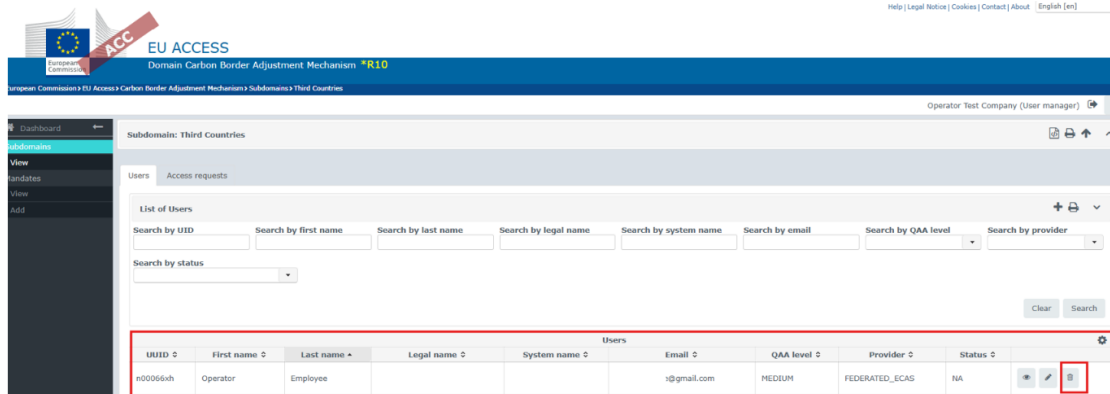 Help | Legal Notice | Cookies | Contact | About English [en]
ACC
European Commission
EU ACCESS
Domain Carbon Border Adjustment Mechanism *R10
European Commission > EU Access > Carbon Border Adjustment Mechanism > Subdomains > Third Countries
Operator Test Company (User manager)
Dashboard
Subdomains
View
Mandates
View
Add
Subdomain: Third Countries
Users Access requests
List of Users
Search by UID Search by first name Search by last name Search by legal name Search by system name Search by email Search by QAA level Search by provider
Search by status
Clear Search
Users
UUID First name Last name Legal name System name Email QAA level Provider Status
n00066xh Operator Employee @gmail.com MEDIUM FEDERATED_ECAS NA